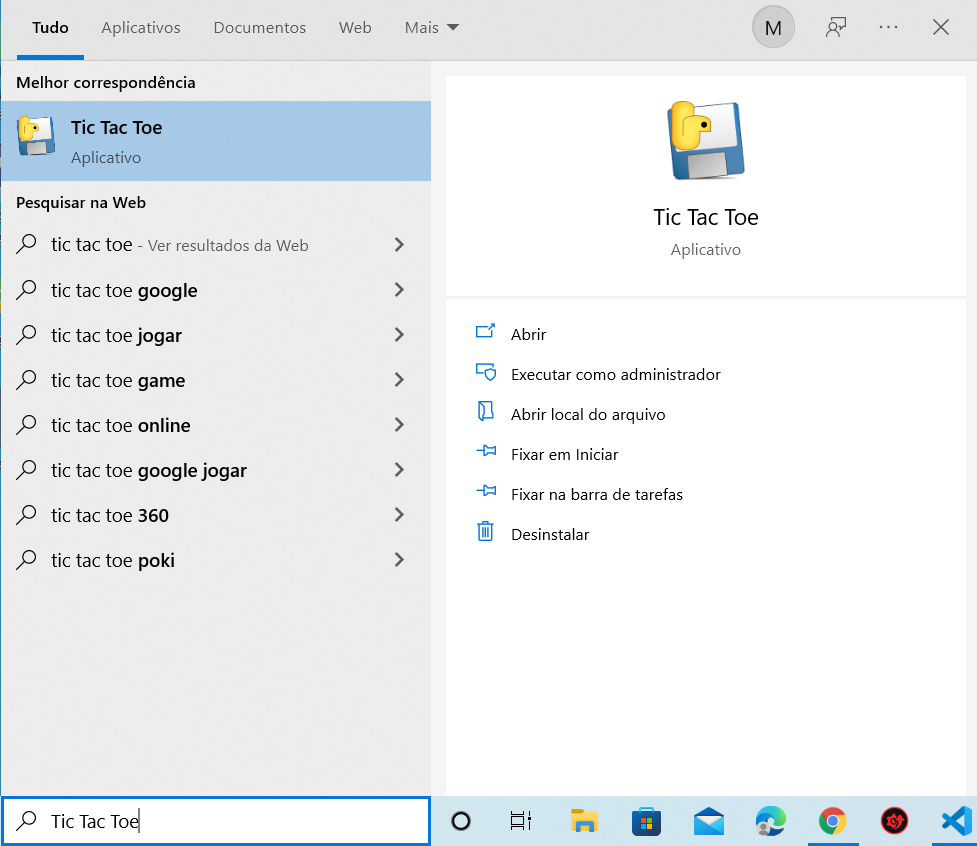 Tudo Aplicativos Documentos Web Mais M
Melhor correspondência
Tic Tac Toe
Aplicativo
Pesquisar na Web
tic tac toe - Ver resultados da Web
tic tac toe google
tic tac toe jogar
tic tac toe game
tic tac toe online
tic tac toe google jogar
tic tac toe 360
tic tac toe poki
Tic Tac Toe
Aplicativo
Abrir
Executar como administrador
Abrir local do arquivo
Fixar em Iniciar
Fixar na barra de tarefas
Desinstalar
Tic Tac Toe